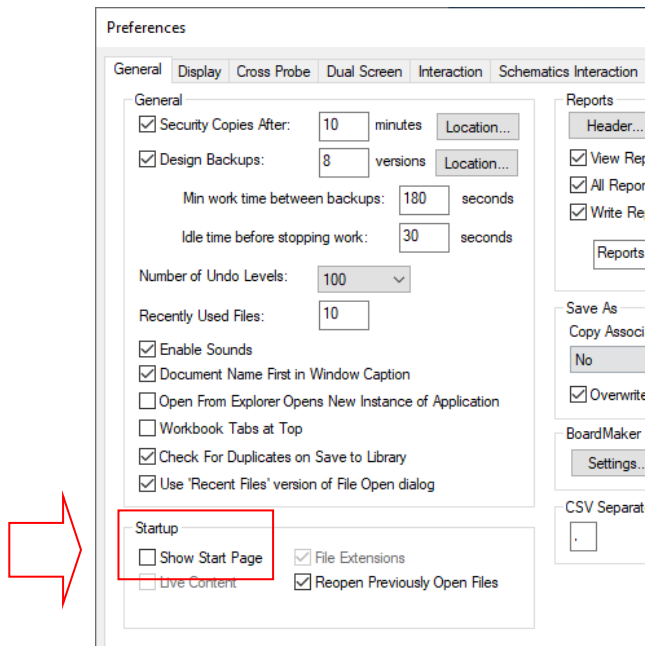 Preferences
General Display Cross Probe Dual Screen Interaction Schematics Interaction
General
Security Copies After: 10 minutes Location...
Design Backups: 8 versions Location...
Min work time between backups: 180 seconds
Idle time before stopping work: 30 seconds
Number of Undo Levels: 100
Recently Used Files: 10
Enable Sounds
Document Name First in Window Caption
Open From Explorer Opens New Instance of Application
Workbook Tabs at Top
Check For Duplicates on Save to Library
Use 'Recent Files' version of File Open dialog
Startup
Show Start Page File Extensions
Live Content Reopen Previously Open Files
Reports
Header...
View Rep
All Repor
Write Re
Reports
Save As
Copy Associ
No
Overwrite
BoardMaker
Settings..
CSV Separat